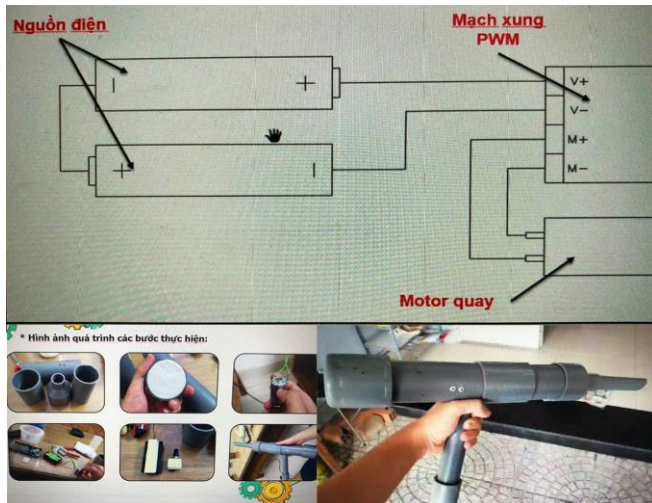 Nguồn điện
Mạch xung
PWM
V+
V-
M+
M-
Motor quay
* Hình ảnh quá trình các bước thực hiện: